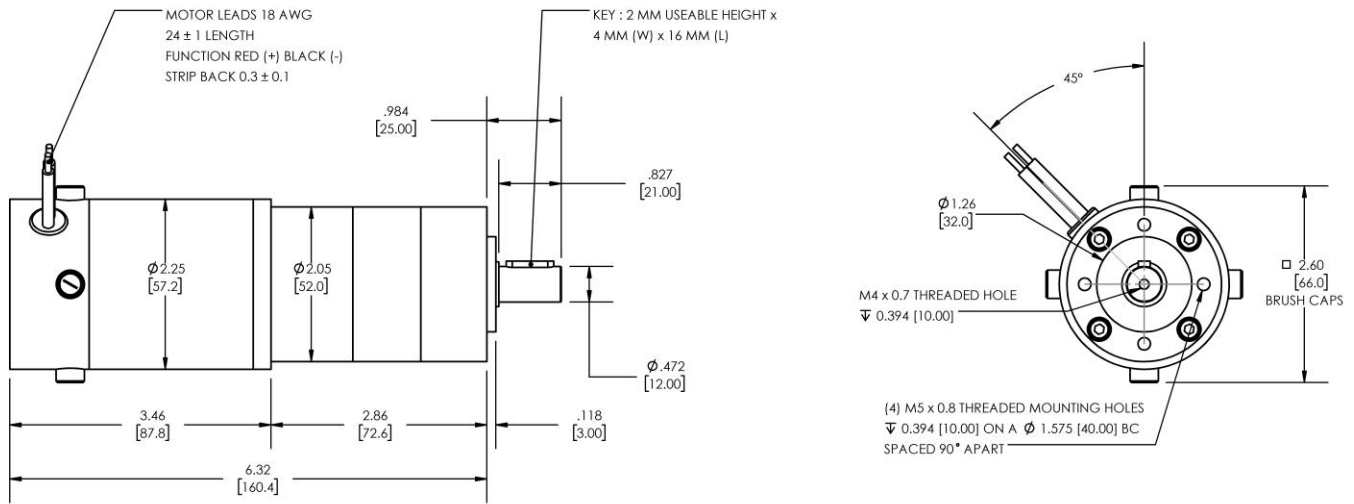 MOTOR LEADS 18 AWG
24 ± 1 LENGTH
FUNCTION RED (+) BLACK (-)
STRIP BACK 0.3 ± 0.1
KEY : 2 MM USEABLE HEIGHT x
4 MM (W) x 16 MM (L)
.984
[25.00]
.827
[21.00]
Ø2.25
[57.2]
Ø2.05
[52.0]
Ø.472
[12.00]
3.46
[87.8]
2.86
[72.6]
.118
[3.00]
6.32
[160.4]
45°
Ø1.26
[32.0]
M4 x 0.7 THREADED HOLE
↧ 0.394 [10.00]
□ 2.60
[66.0]
BRUSH CAPS
(4) M5 x 0.8 THREADED MOUNTING HOLES
↧ 0.394 [10.00] ON A Ø 1.575 [40.00] BC
SPACED 90° APART